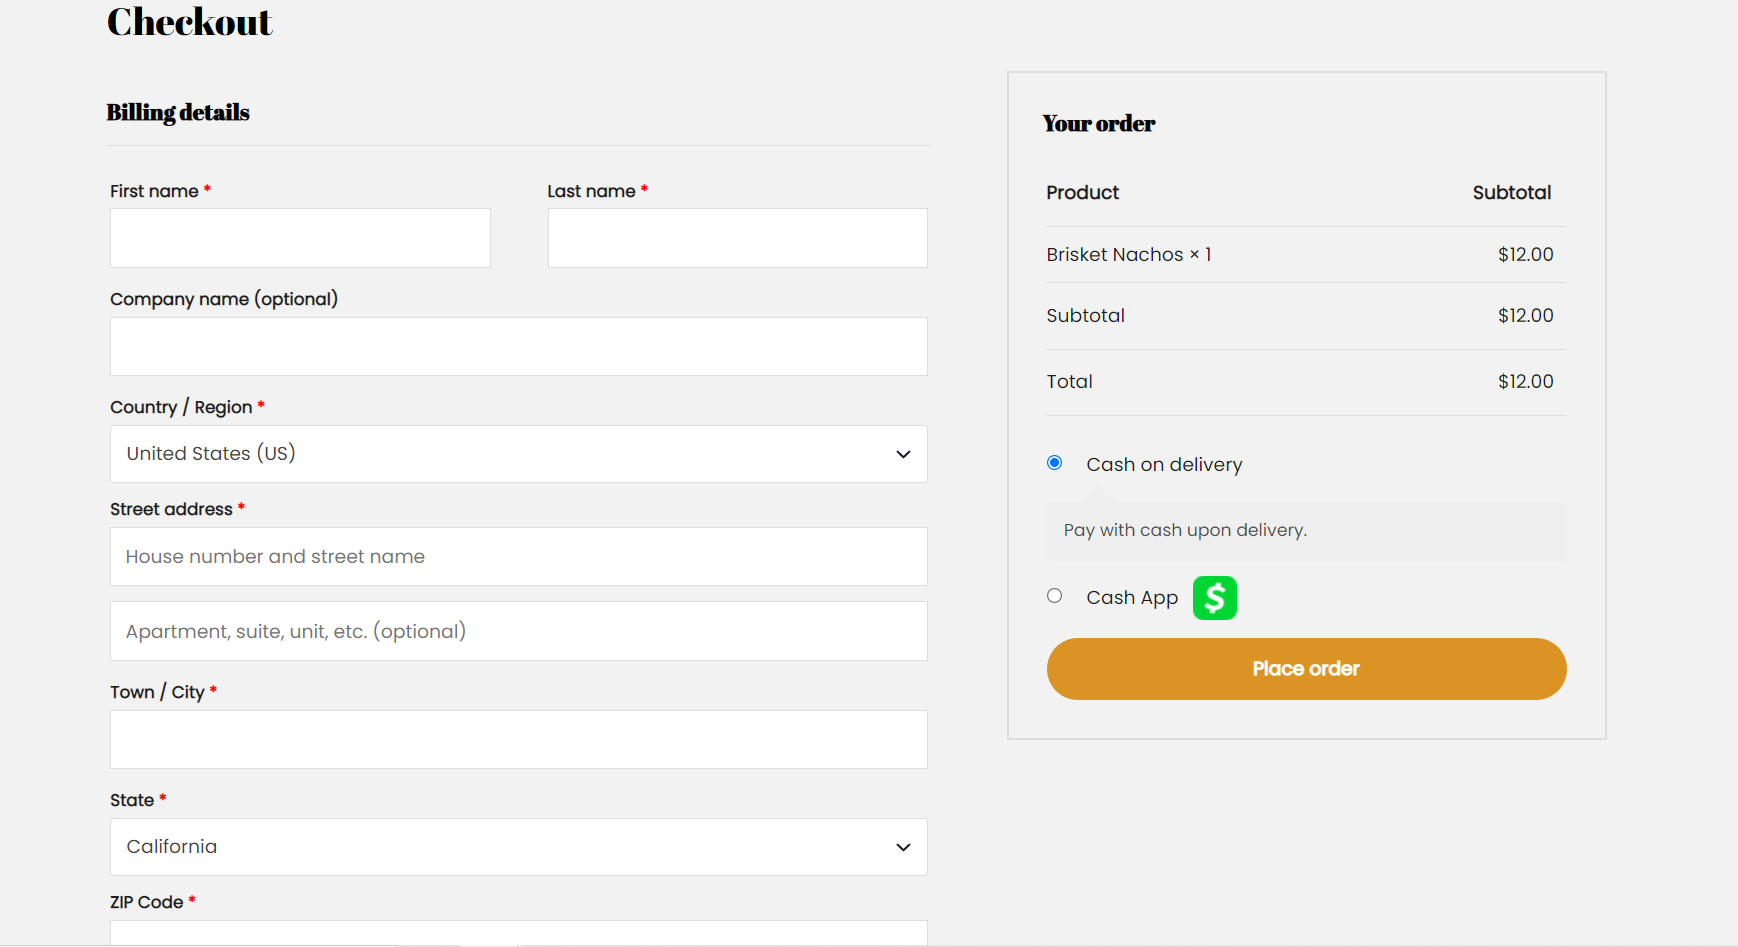 Checkout
Billing details
First name *
Last name *
Company name (optional)
Country / Region *
United States (US)
Street address *
House number and street name
Apartment, suite, unit, etc. (optional)
Town / City *
State *
California
ZIP Code *
Your order
Product Subtotal
Brisket Nachos × 1 $12.00
Subtotal $12.00
Total $12.00
Cash on delivery
Pay with cash upon delivery.
Cash App $
Place order